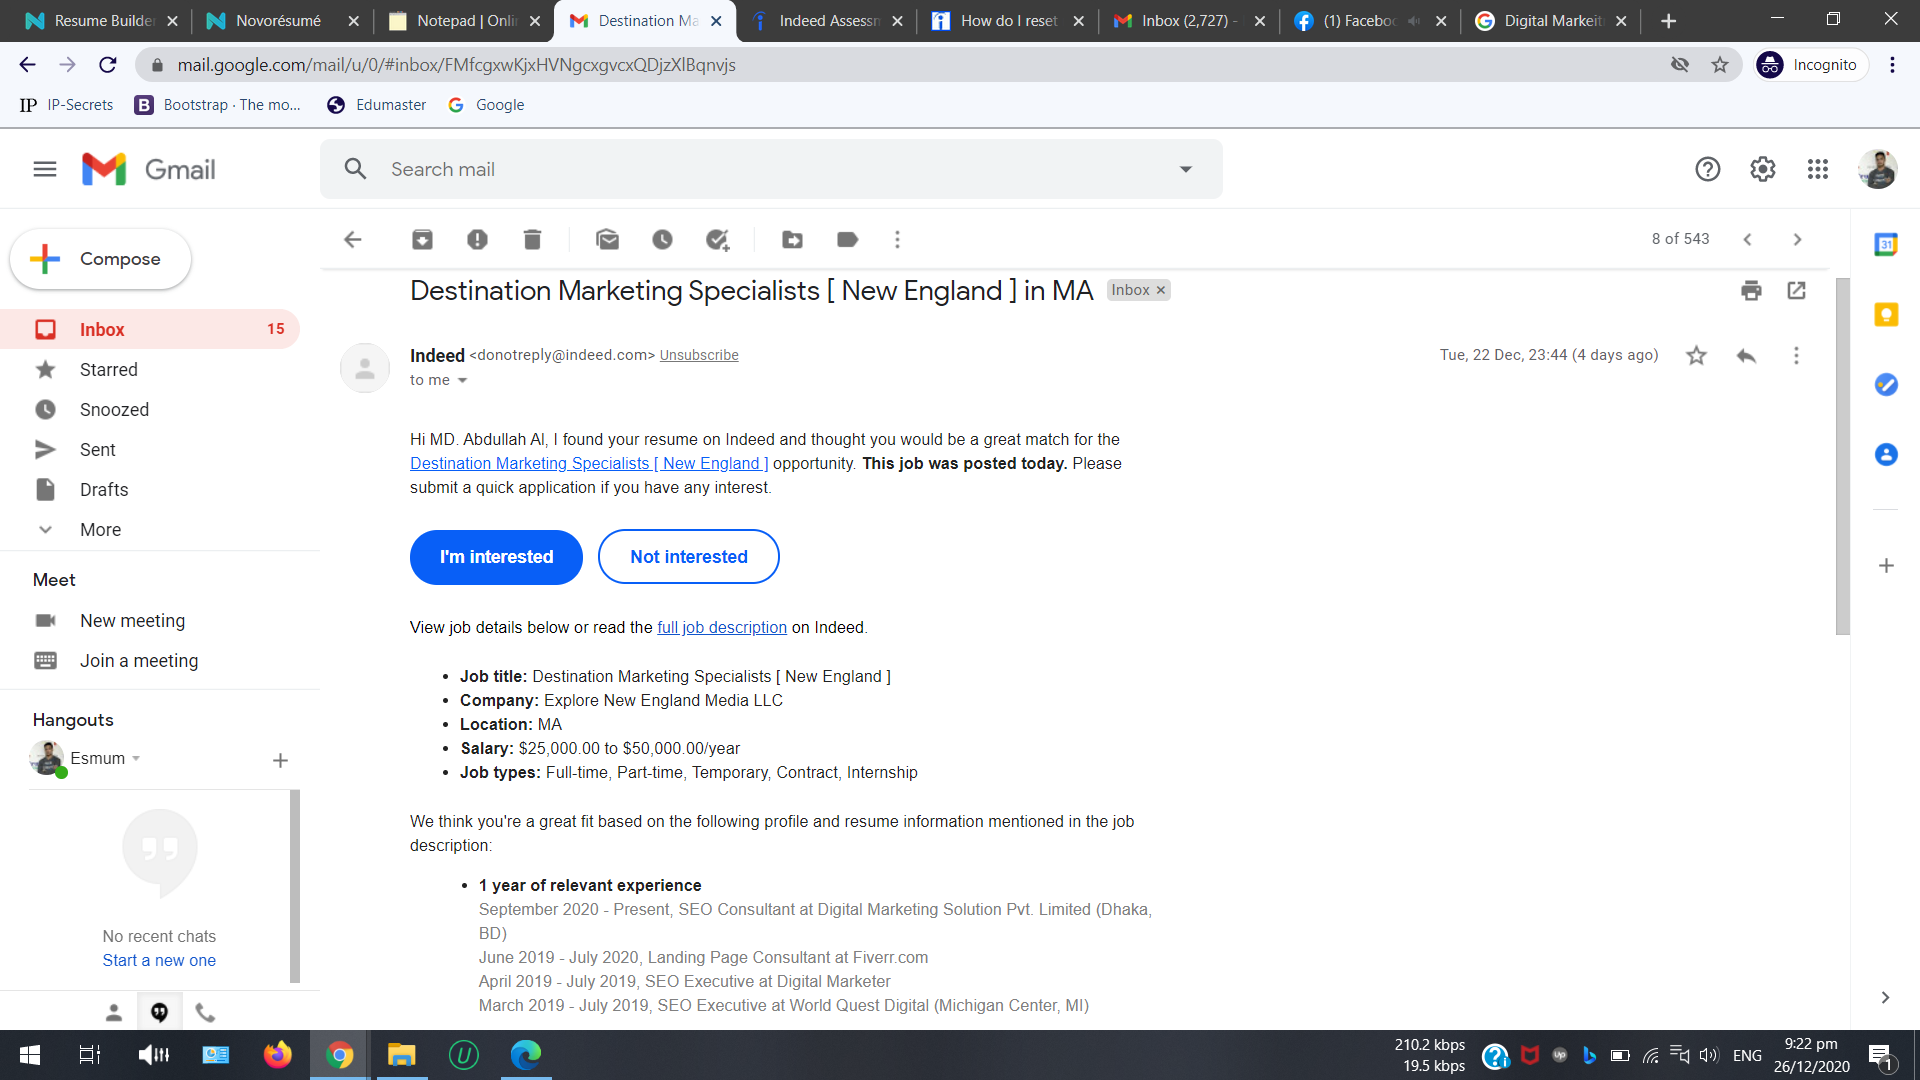 Resume Builder
Novorésumé
Notepad | Onli
Destination Ma
Indeed Assessm
How do I reset
Inbox (2,727) -
(1) Faceboo
Digital Markeit
mail.google.com/mail/u/0/#inbox/FMfcgxwKjxHVNgcxgvcxQDjzXlBqnvjs
Incognito
IP IP-Secrets
B Bootstrap · The mo...
Edumaster
Google
Gmail
Search mail
Compose
8 of 543
31
Destination Marketing Specialists [ New England ] in MA Inbox ×
Inbox 15
Starred
Snoozed
Sent
Drafts
More
Meet
New meeting
Join a meeting
Hangouts
Esmum
No recent chats
Start a new one
Indeed <donotreply@indeed.com> Unsubscribe
Tue, 22 Dec, 23:44 (4 days ago)
to me
Hi MD. Abdullah Al, I found your resume on Indeed and thought you would be a great match for the
Destination Marketing Specialists [ New England ] opportunity. This job was posted today. Please
submit a quick application if you have any interest.
I'm interested
Not interested
View job details below or read the full job description on Indeed.
• Job title: Destination Marketing Specialists [ New England ]
• Company: Explore New England Media LLC
• Location: MA
• Salary: $25,000.00 to $50,000.00/year
• Job types: Full-time, Part-time, Temporary, Contract, Internship
We think you're a great fit based on the following profile and resume information mentioned in the job
description:
• 1 year of relevant experience
September 2020 - Present, SEO Consultant at Digital Marketing Solution Pvt. Limited (Dhaka,
BD)
June 2019 - July 2020, Landing Page Consultant at Fiverr.com
April 2019 - July 2019, SEO Executive at Digital Marketer
March 2019 - July 2019, SEO Executive at World Quest Digital (Michigan Center, MI)
210.2 kbps
19.5 kbps
up
ENG
9:22 pm
26/12/2020
1